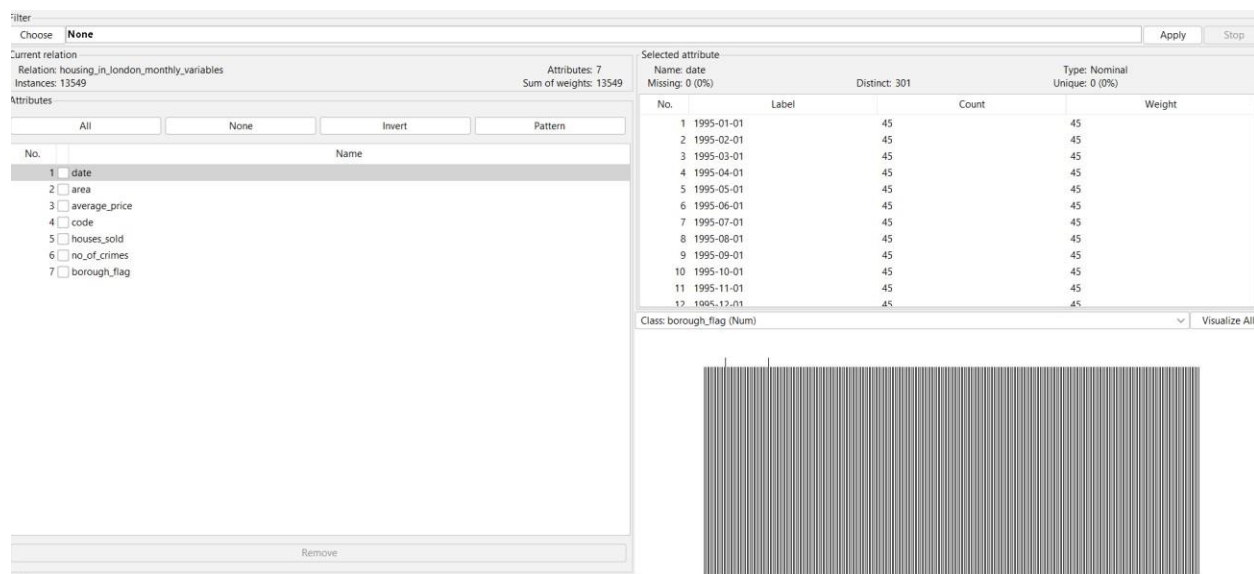 Filter
Choose None Apply Stop
Current relation
Relation: housing_in_london_monthly_variables Attributes: 7
Instances: 13549 Sum of weights: 13549
Attributes
All None Invert Pattern
No. Name
1 date
2 area
3 average_price
4 code
5 houses_sold
6 no_of_crimes
7 borough_flag
Remove
Selected attribute
Name: date Type: Nominal
Missing: 0 (0%) Distinct: 301 Unique: 0 (0%)
No. Label Count Weight
1 1995-01-01 45 45
2 1995-02-01 45 45
3 1995-03-01 45 45
4 1995-04-01 45 45
5 1995-05-01 45 45
6 1995-06-01 45 45
7 1995-07-01 45 45
8 1995-08-01 45 45
9 1995-09-01 45 45
10 1995-10-01 45 45
11 1995-11-01 45 45
12 1995-12-01 45 45
Class: borough_flag (Num) Visualize All